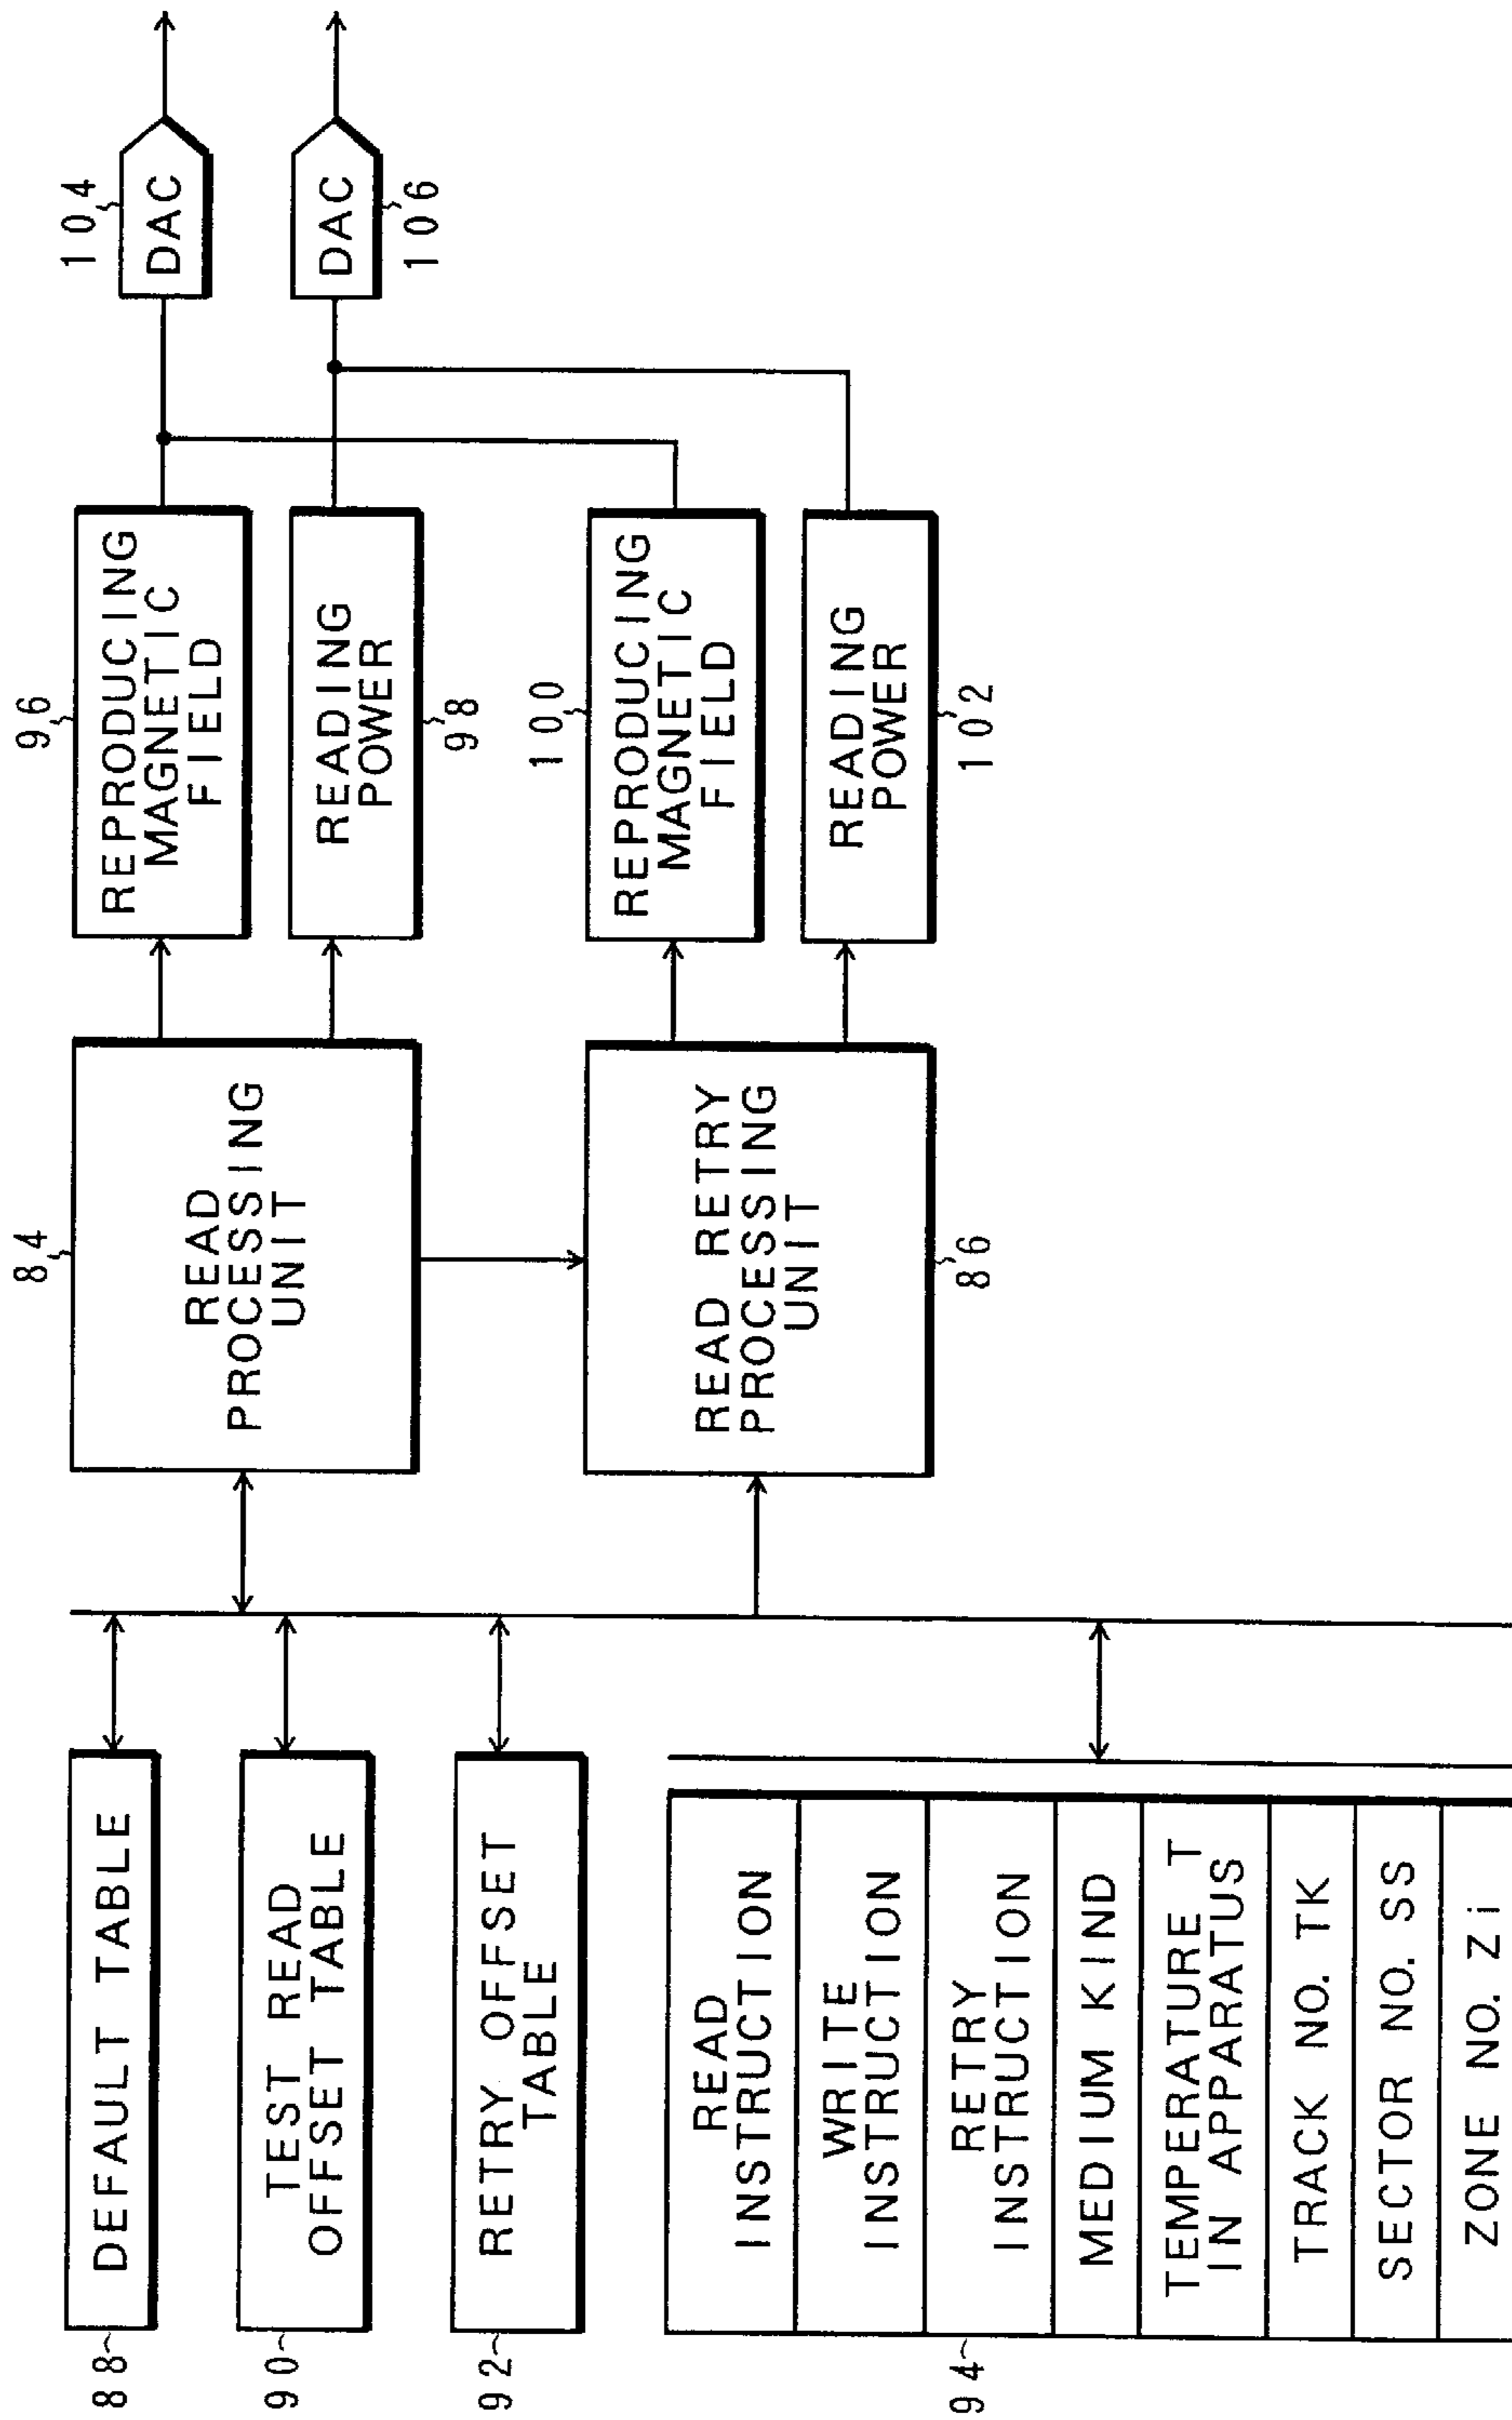 88
DEFAULT TABLE
90
TEST READ
OFFSET TABLE
92
RETRY OFFSET
TABLE
94
READ
INSTRUCTION
WRITE
INSTRUCTION
RETRY
INSTRUCTION
MEDIUM KIND
TEMPERATURE T
IN APPARATUS
TRACK NO. TK
SECTOR NO. SS
ZONE NO. Zi
84
READ
PROCESSING
UNIT
READ RETRY
PROCESSING
UNIT
86
96
REPRODUCING
MAGNETIC
FIELD
READING
POWER
98
100
REPRODUCING
MAGNETIC
FIELD
READING
POWER
102
104
DAC
DAC
106